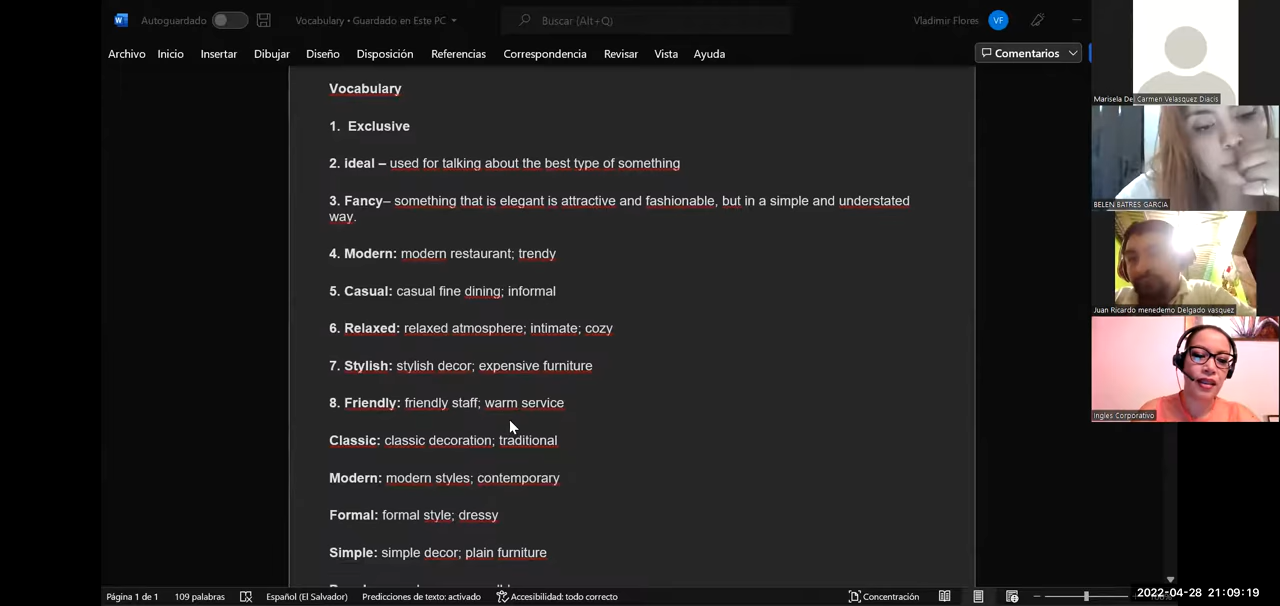 Autoguardado
Vocabulary • Guardado en Este PC
Buscar (Alt+Q)
Vladimir Flores
VF
Archivo Inicio Insertar Dibujar Diseño Disposición Referencias Correspondencia Revisar Vista Ayuda
Comentarios
Vocabulary
1. Exclusive
2. ideal – used for talking about the best type of something
3. Fancy– something that is elegant is attractive and fashionable, but in a simple and understated
way.
4. Modern: modern restaurant; trendy
5. Casual: casual fine dining; informal
6. Relaxed: relaxed atmosphere; intimate; cozy
7. Stylish: stylish decor; expensive furniture
8. Friendly: friendly staff; warm service
Classic: classic decoration; traditional
Modern: modern styles; contemporary
Formal: formal style; dressy
Simple: simple decor; plain furniture
Marisela Del Carmen Velasquez Diacis
BELEN BATRES GARCIA
Juan Ricardo menedemo Delgado vasquez
Ingles Corporativo
Página 1 de 1 109 palabras Español (El Salvador) Predicciones de texto: activado Accesibilidad: todo correcto Concentración
2022-04-28 21:09:19